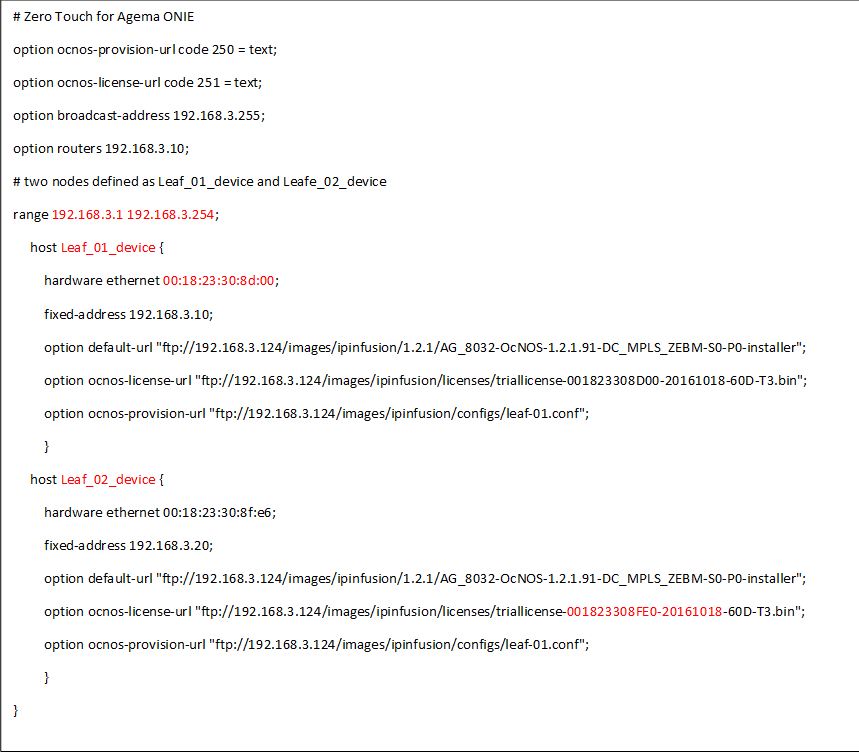 # Zero Touch for Agema ONIE
option ocnos-provision-url code 250 = text;
option ocnos-license-url code 251 = text;
option broadcast-address 192.168.3.255;
option routers 192.168.3.10;
# two nodes defined as Leaf_01_device and Leafe_02_device
range 192.168.3.1 192.168.3.254;
host Leaf_01_device {
hardware ethernet 00:18:23:30:8d:00;
fixed-address 192.168.3.10;
option default-url "ftp://192.168.3.124/images/ipinfusion/1.2.1/AG_8032-OcNOS-1.2.1.91-DC_MPLS_ZEBM-S0-P0-installer";
option ocnos-license-url "ftp://192.168.3.124/images/ipinfusion/licenses/triallicense-001823308D00-20161018-60D-T3.bin";
option ocnos-provision-url "ftp://192.168.3.124/images/ipinfusion/configs/leaf-01.conf";
}
host Leaf_02_device {
hardware ethernet 00:18:23:30:8f:e6;
fixed-address 192.168.3.20;
option default-url "ftp://192.168.3.124/images/ipinfusion/1.2.1/AG_8032-OcNOS-1.2.1.91-DC_MPLS_ZEBM-S0-P0-installer";
option ocnos-license-url "ftp://192.168.3.124/images/ipinfusion/licenses/triallicense-001823308FE0-20161018-60D-T3.bin";
option ocnos-provision-url "ftp://192.168.3.124/images/ipinfusion/configs/leaf-01.conf";
}
}